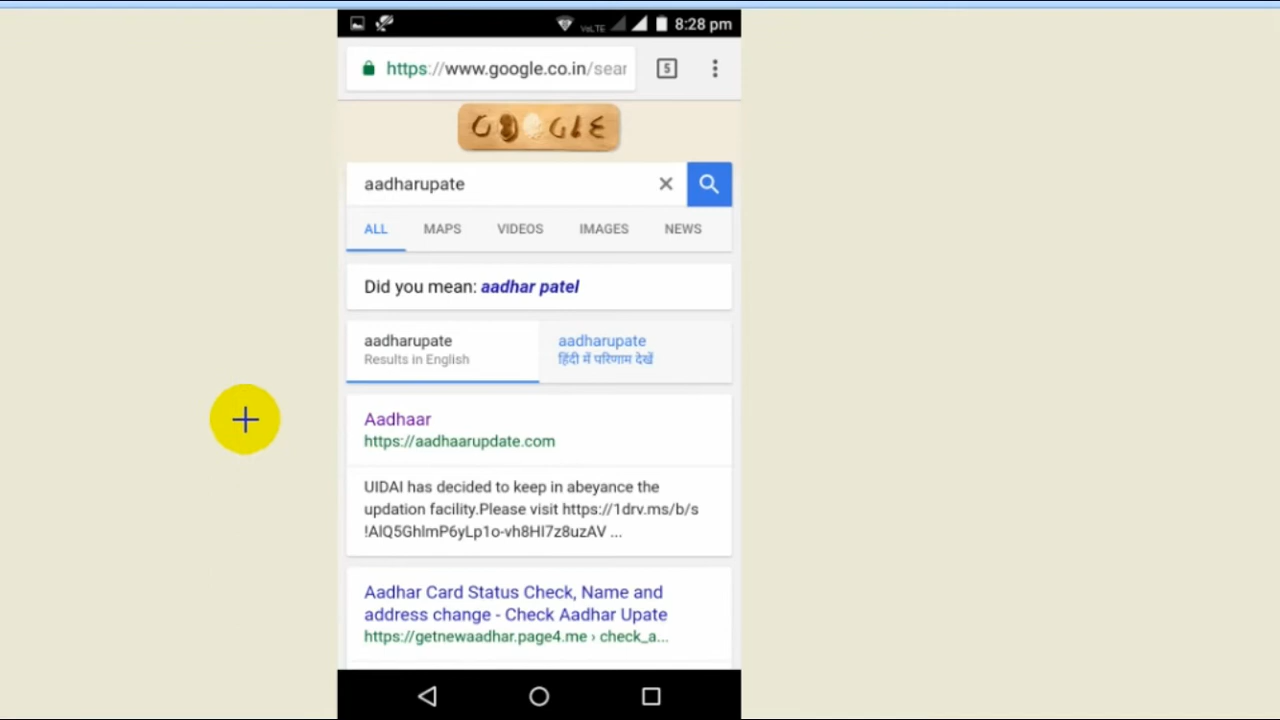 VoLTE 8:28 pm
https://www.google.co.in/sear 5
GOOGLE
aadharupate
ALL MAPS VIDEOS IMAGES NEWS
Did you mean: aadhar patel
aadharupate aadharupate
Results in English हिंदी में परिणाम देखें
Aadhaar
https://aadhaarupdate.com
UIDAI has decided to keep in abeyance the
updation facility.Please visit https://1drv.ms/b/s
!AlQ5GhlmP6yLp1o-vh8HI7z8uzAV ...
Aadhar Card Status Check, Name and
address change - Check Aadhar Upate
https://getnewaadhar.page4.me › check_a...